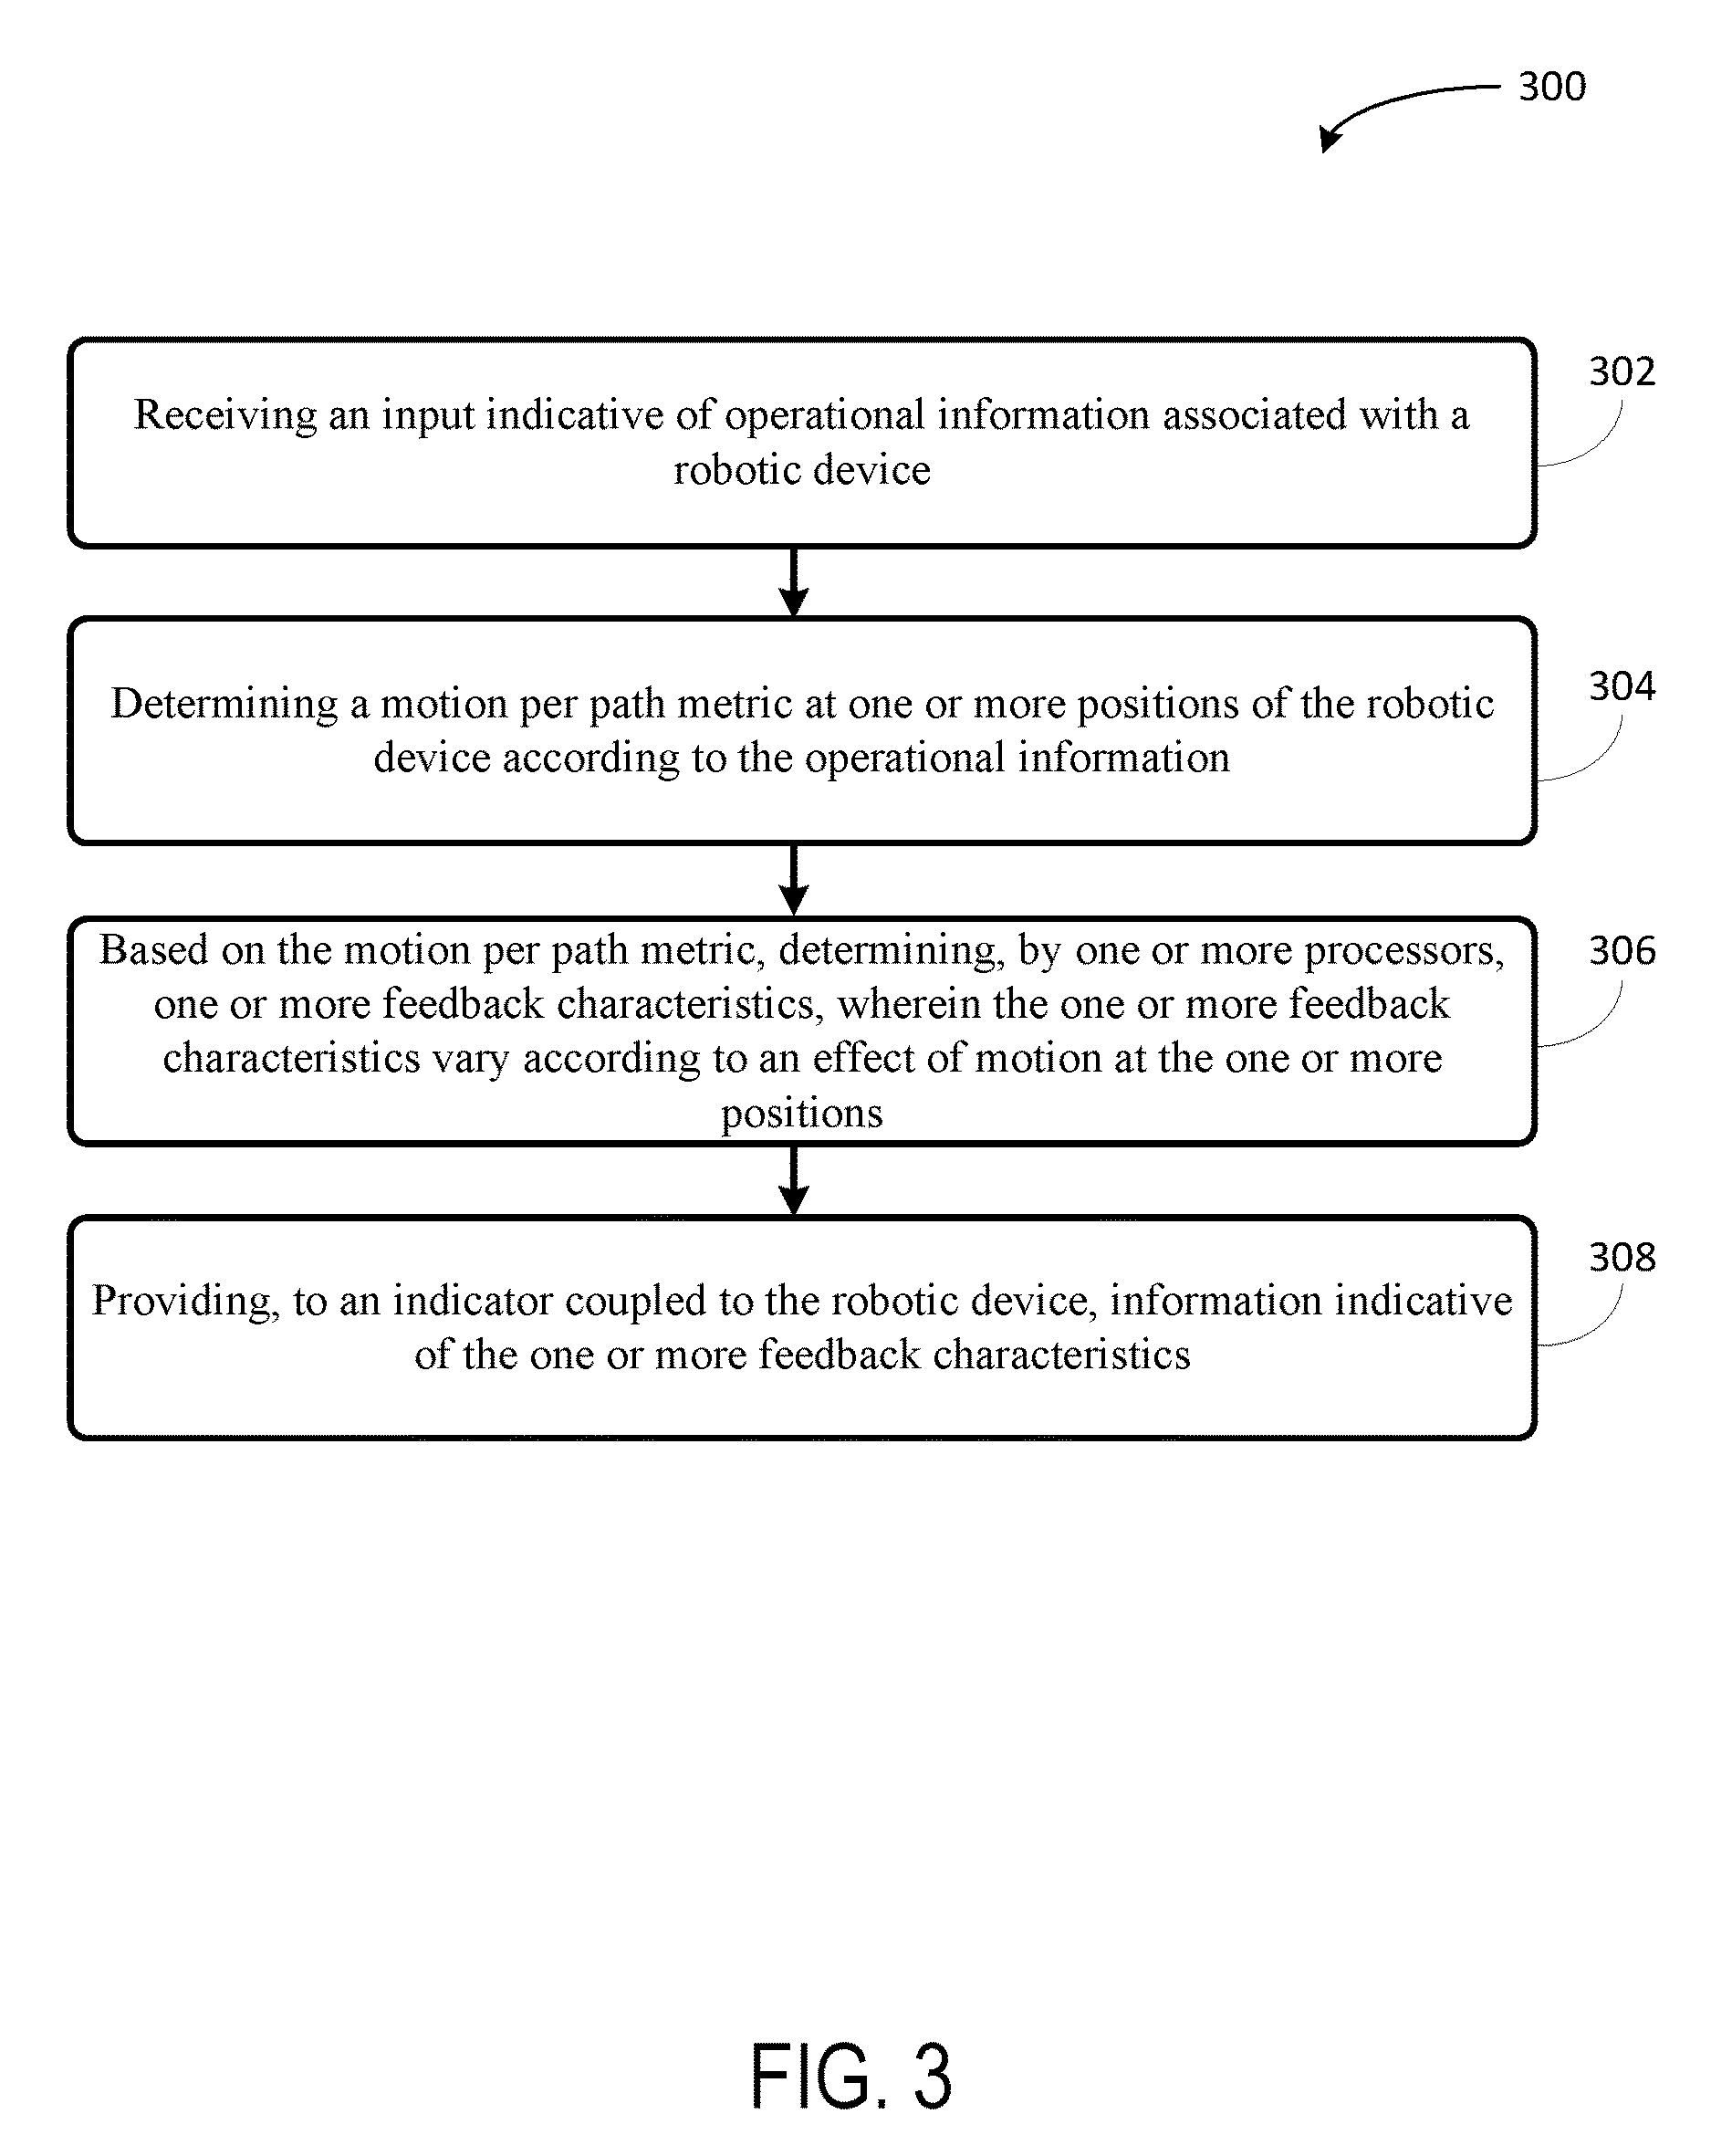 300
302
Receiving an input indicative of operational information associated with a
robotic device
304
Determining a motion per path metric at one or more positions of the robotic
device according to the operational information
306
Based on the motion per path metric, determining, by one or more processors,
one or more feedback characteristics, wherein the one or more feedback
characteristics vary according to an effect of motion at the one or more
positions
308
Providing, to an indicator coupled to the robotic device, information indicative
of the one or more feedback characteristics
FIG. 3